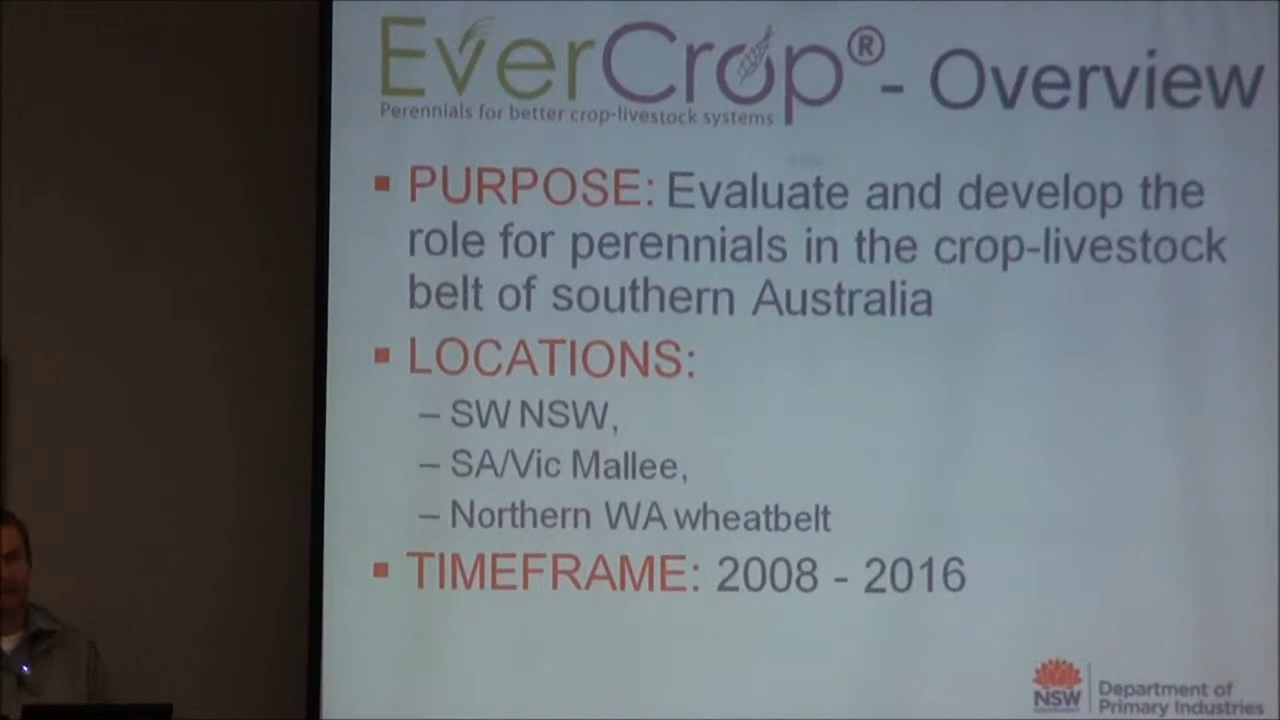 EverCrop® - Overview
Perennials for better crop-livestock systems
▪ PURPOSE: Evaluate and develop the
role for perennials in the crop-livestock
belt of southern Australia
▪ LOCATIONS:
– SW NSW,
– SA/Vic Mallee,
– Northern WA wheatbelt
▪ TIMEFRAME: 2008 - 2016
NSW
Department of
Primary Industries